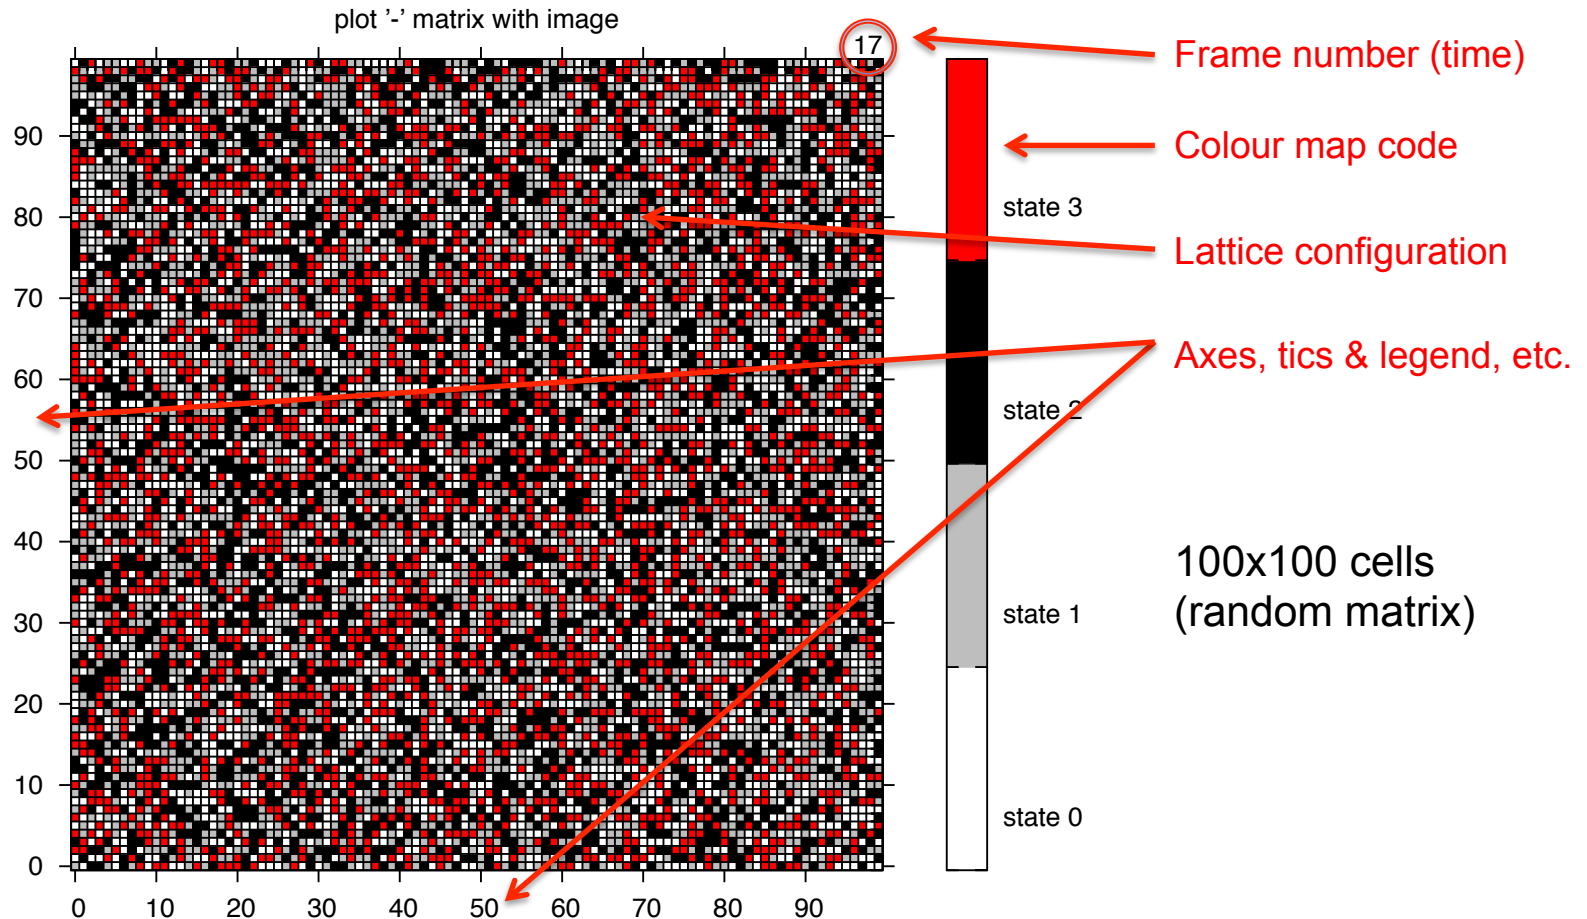 plot '-' matrix with image
17
Frame number (time)
Colour map code
Lattice configuration
Axes, tics & legend, etc.
100x100 cells
(random matrix)
state 3
state 2
state 1
state 0
90
80
70
60
50
40
30
20
10
0
0 10 20 30 40 50 60 70 80 90